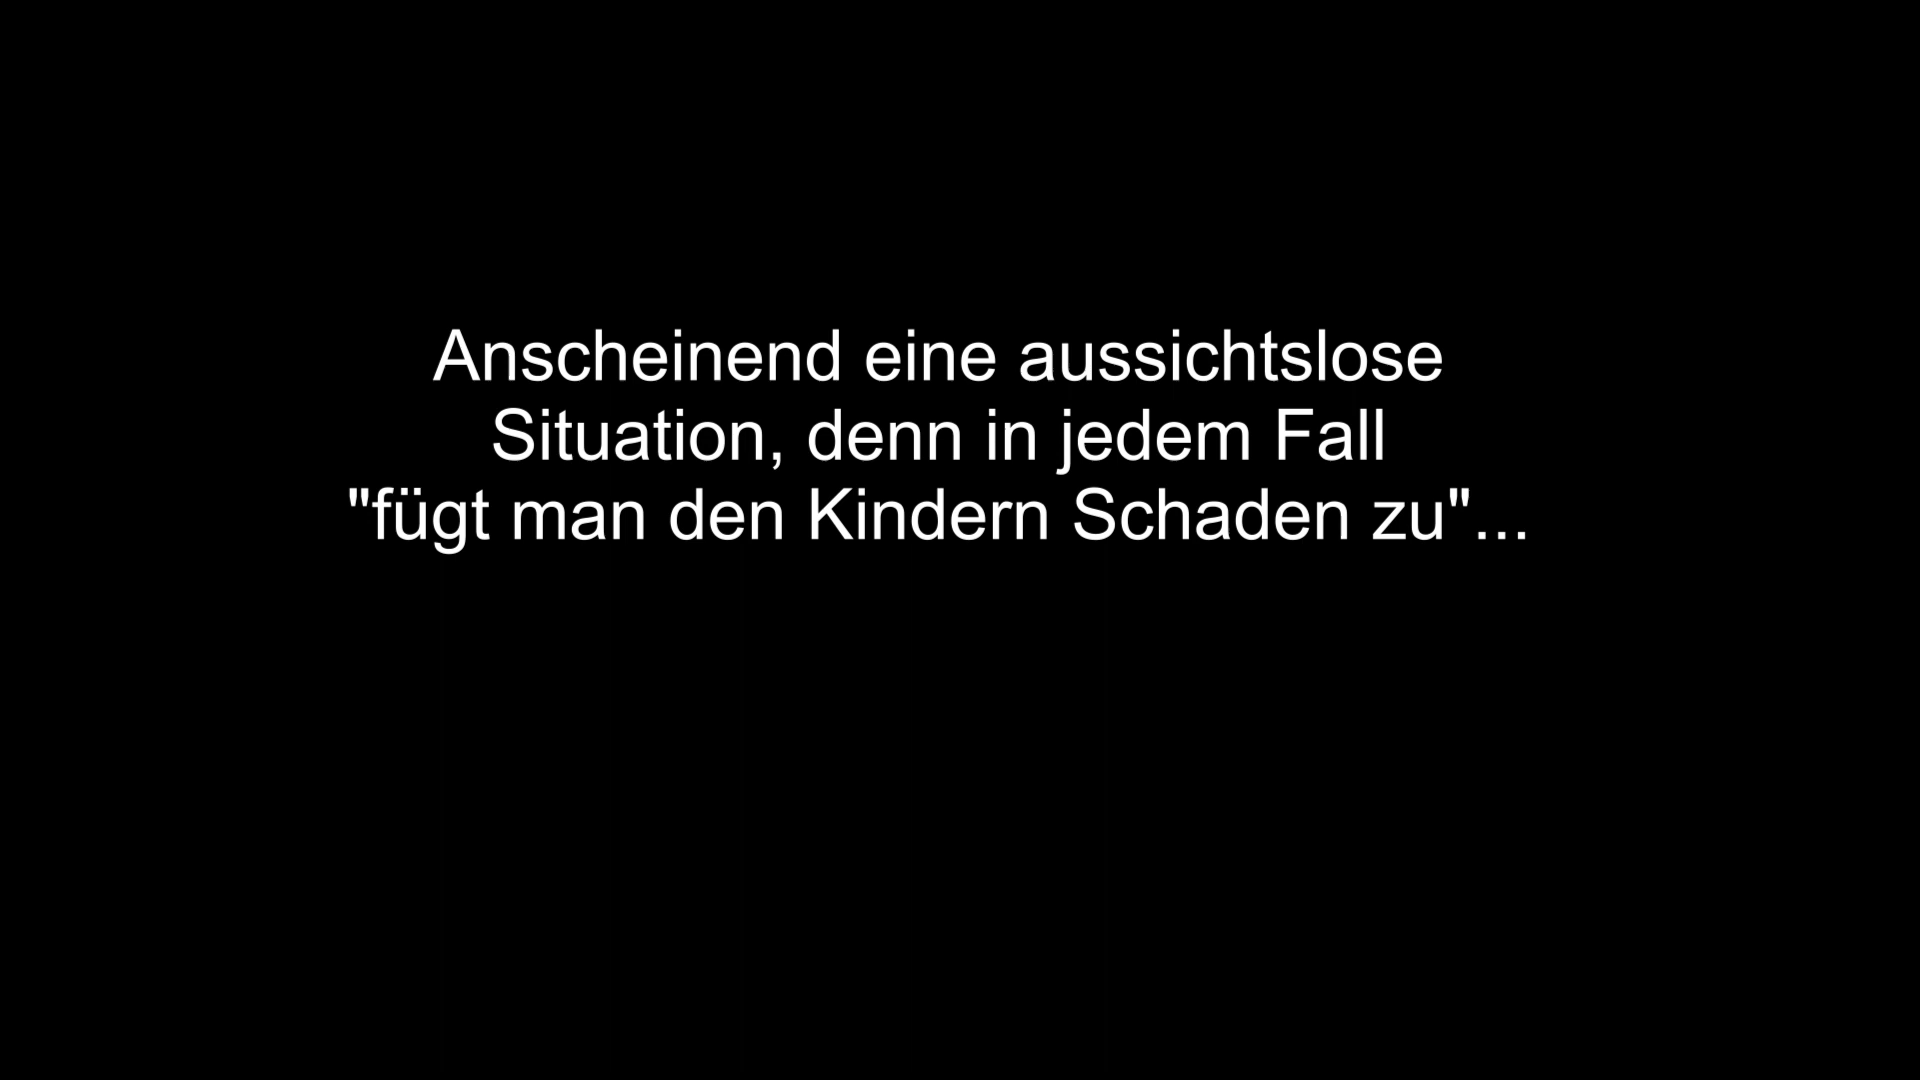 Anscheinend eine aussichtslose
Situation, denn in jedem Fall
"fügt man den Kindern Schaden zu"...